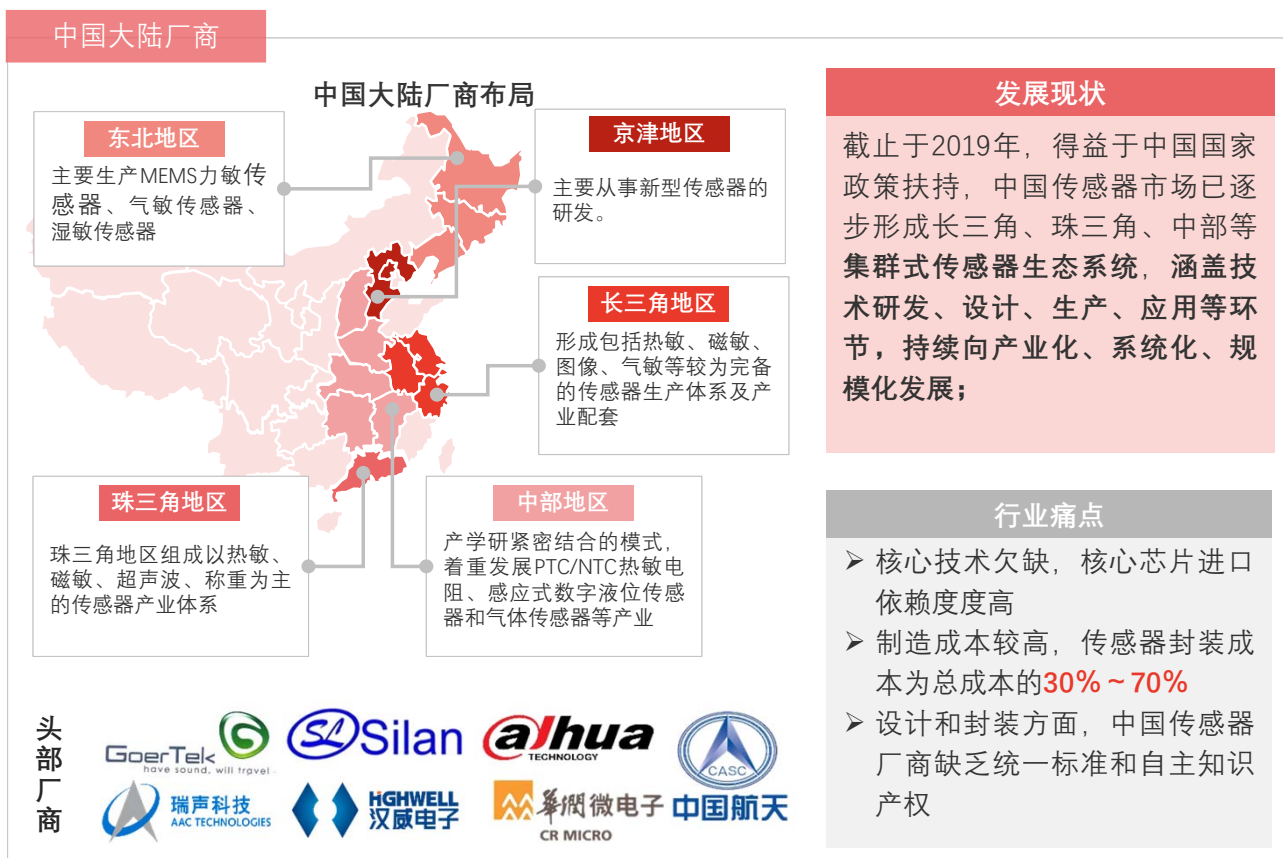 中国大陆厂商
中国大陆厂商布局
东北地区
主要生产MEMS力敏传
感器、气敏传感器、
湿敏传感器
京津地区
主要从事新型传感器的
研发。
长三角地区
形成包括热敏、磁敏、
图像、气敏等较为完备
的传感器生产体系及产
业配套
珠三角地区
珠三角地区组成以热敏、
磁敏、超声波、称重为主
的传感器产业体系
中部地区
产学研紧密结合的模式，
着重发展PTC/NTC热敏电
阻、感应式数字液位传感
器和气体传感器等产业
头部厂商
GoerTek
have sound, will travel
SL Silan
alhua
TECHNOLOGY
CASC
中国航天
瑞声科技
AAC TECHNOLOGIES
HGHWELL
汉威电子
華润微电子
CR MICRO
发展现状
截止于2019年，得益于中国国家
政策扶持，中国传感器市场已逐
步形成长三角、珠三角、中部等
集群式传感器生态系统，涵盖技
术研发、设计、生产、应用等环
节，持续向产业化、系统化、规
模化发展；
行业痛点
➢ 核心技术欠缺，核心芯片进口
依赖度度高
➢ 制造成本较高，传感器封装成
本为总成本的30%～70%
➢ 设计和封装方面，中国传感器
厂商缺乏统一标准和自主知识
产权